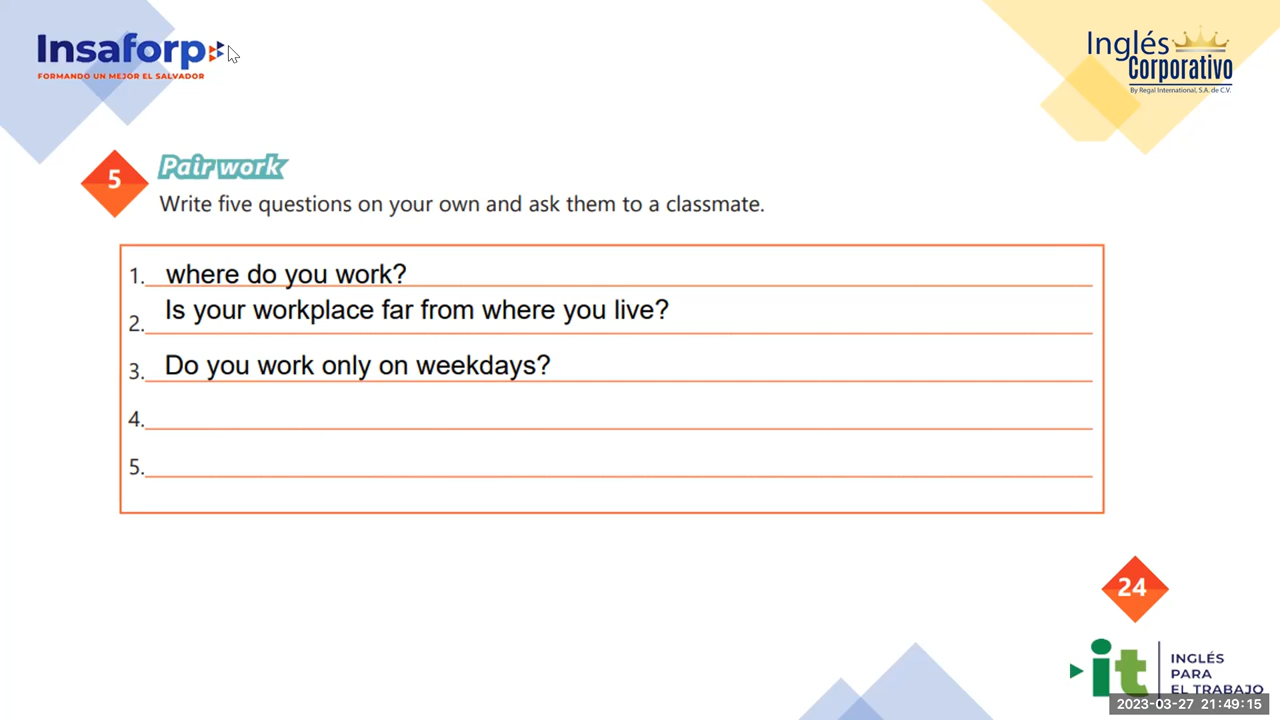 Insaforp
FORMANDO UN MEJOR EL SALVADOR
Inglés
Corporativo
By Regal International, S.A. de C.V.
5
Pair work
Write five questions on your own and ask them to a classmate.
1. where do you work?
2. Is your workplace far from where you live?
3. Do you work only on weekdays?
4.
5.
24
it
INGLÉS
PARA
EL TRABAJO
2023-03-27 21:49:15